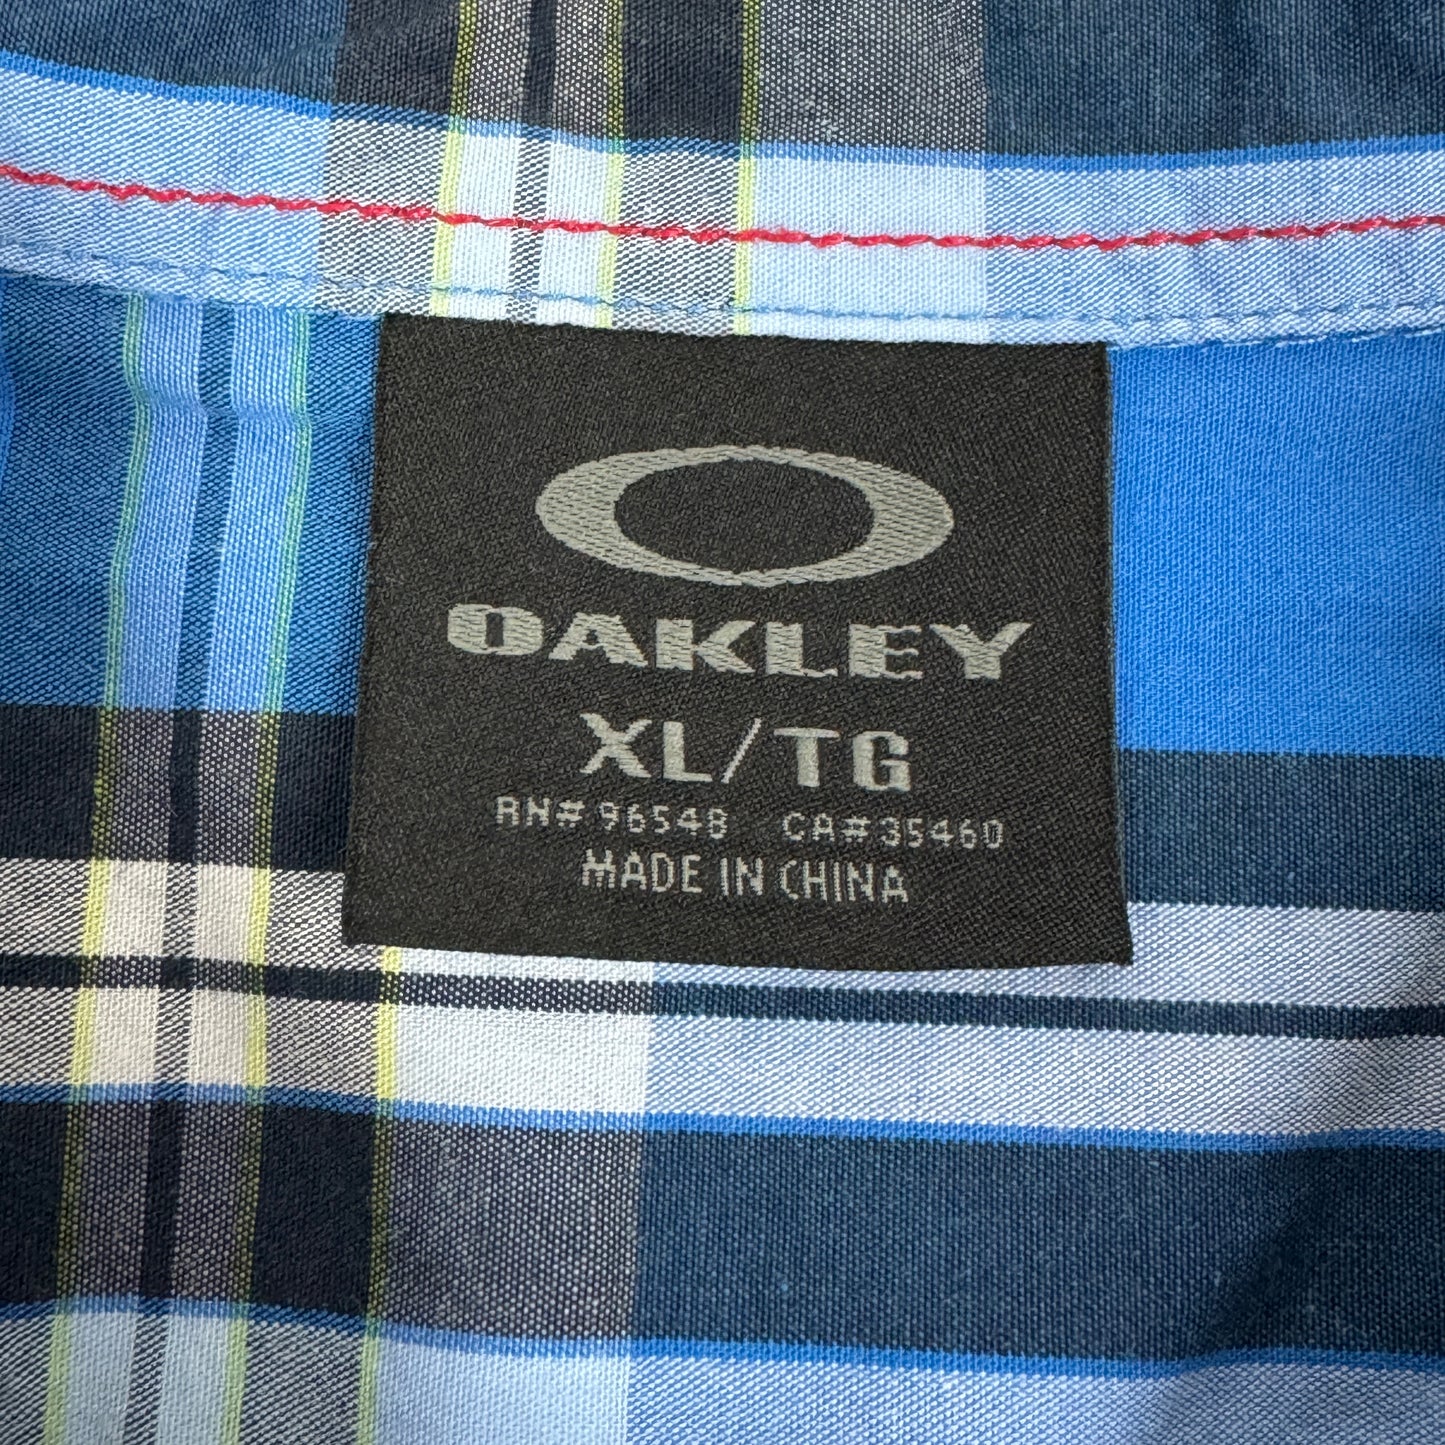 OAKLEY
XL/TG
RN# 96548 CA# 35460
MADE IN CHINA